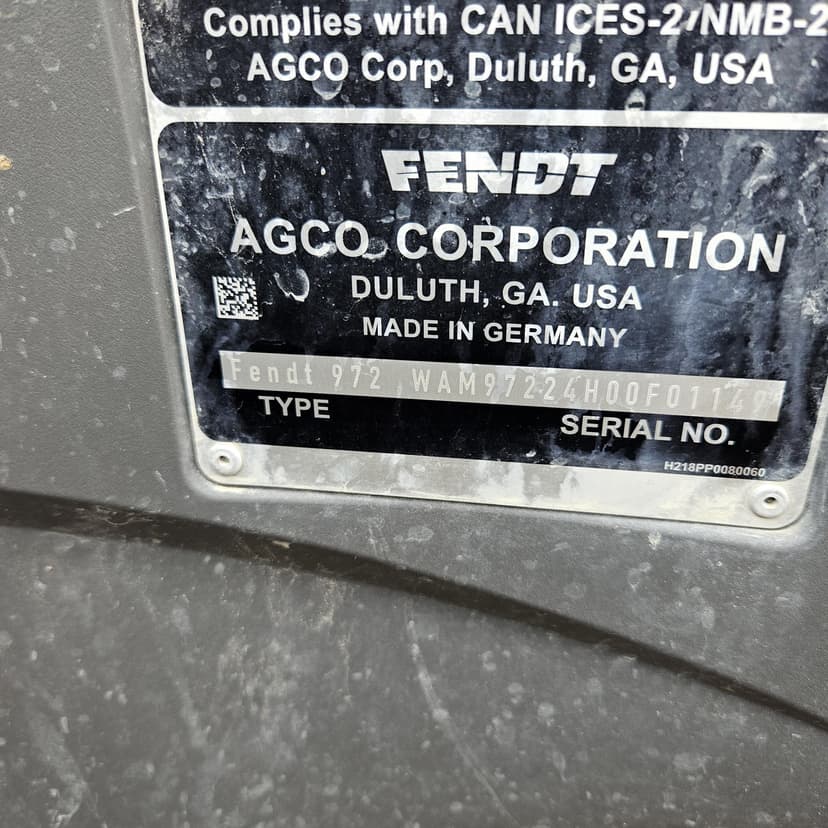 Complies with CAN ICES-2/NMB-2
AGCO Corp, Duluth, GA, USA
FENDT
AGCO CORPORATION
DULUTH, GA. USA
MADE IN GERMANY
Fendt 972 WAM97224H00F01149
TYPE
SERIAL NO.
H218PP0080060